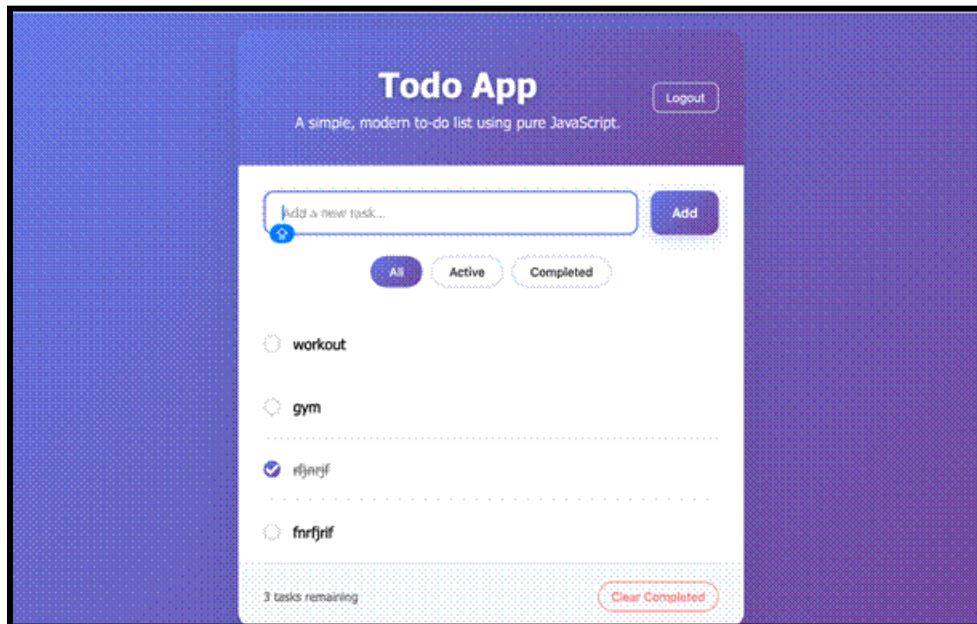 Todo App
Logout
A simple, modern to-do list using pure JavaScript.
Add a new task...
Add
All Active Completed
workout
gym
fnrfjrif
3 tasks remaining
Clear Completed